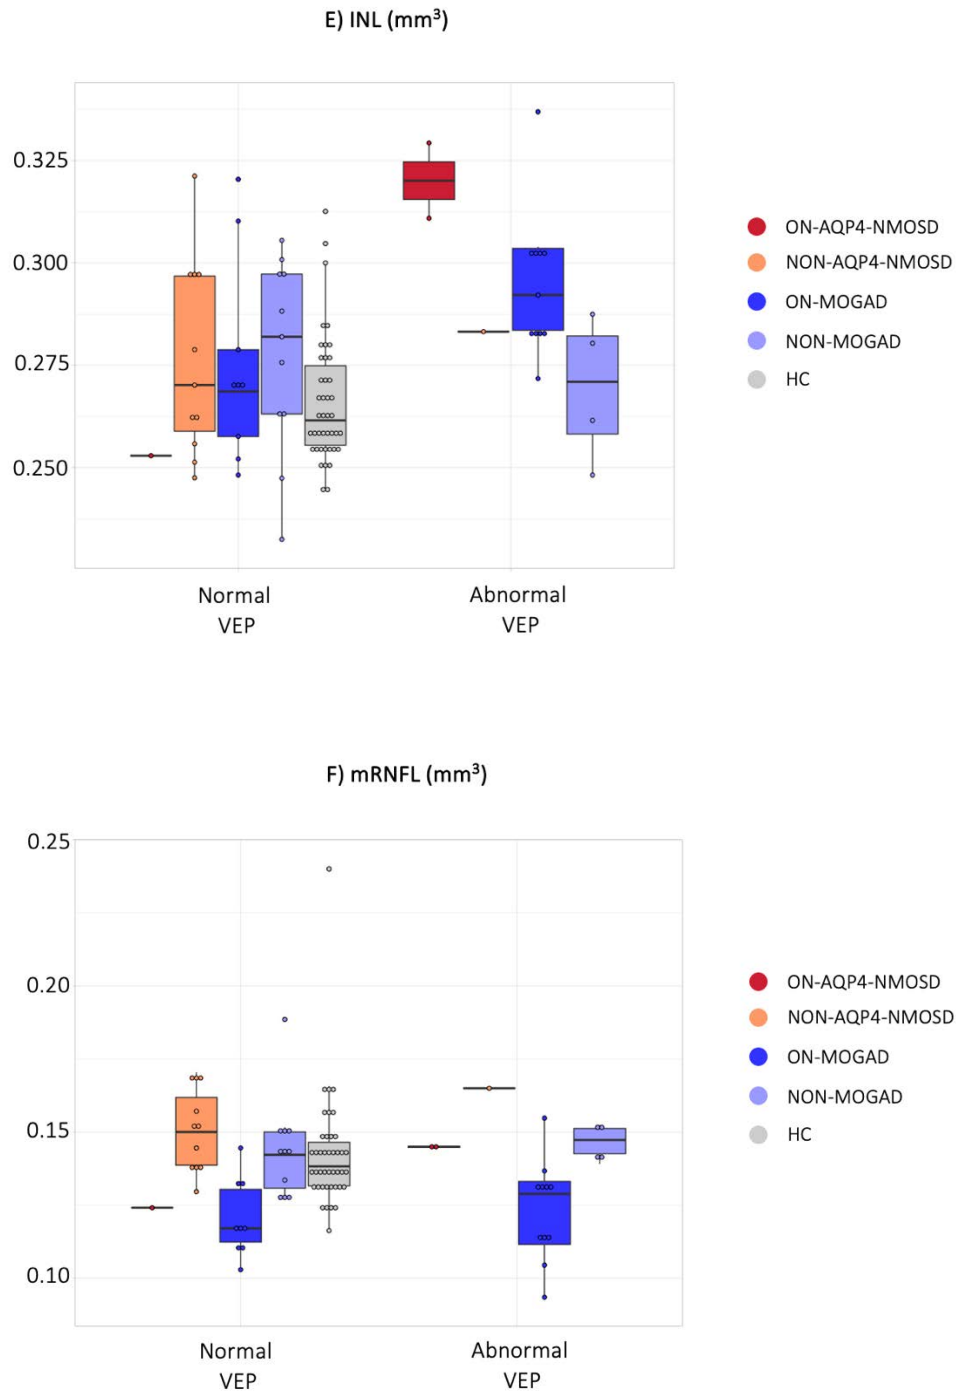 E) INL (mm³)
0.325
0.300
0.275
0.250
Normal
VEP
Abnormal
VEP
ON-AQP4-NMOSD
NON-AQP4-NMOSD
ON-MOGAD
NON-MOGAD
HC
F) mRNFL (mm³)
0.25
0.20
0.15
0.10
Normal
VEP
Abnormal
VEP
ON-AQP4-NMOSD
NON-AQP4-NMOSD
ON-MOGAD
NON-MOGAD
HC